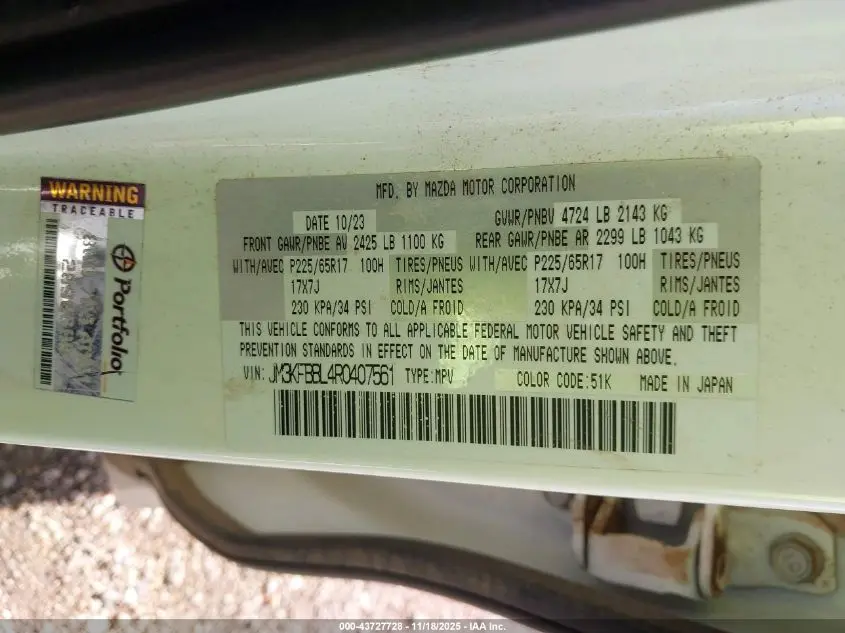 WARNING
TRACEABLE
Portfolio
MFD. BY MAZDA MOTOR CORPORATION
DATE 10/23
GVWR/PNBV 4724 LB 2143 KG
FRONT GAWR/PNBE AV 2425 LB 1100 KG
REAR GAWR/PNBE AR 2299 LB 1043 KG
WITH/AVEC P225/65R17 100H TIRES/PNEUS WITH/AVEC P225/65R17 100H TIRES/PNEUS
17X7J RIMS/JANTES 17X7J RIMS/JANTES
230 KPA/34 PSI COLD/A FROID 230 KPA/34 PSI COLD/A FROID
THIS VEHICLE CONFORMS TO ALL APPLICABLE FEDERAL MOTOR VEHICLE SAFETY AND THEFT
PREVENTION STANDARDS IN EFFECT ON THE DATE OF MANUFACTURE SHOWN ABOVE.
VIN: JM3KFBBL4R0407561 TYPE:MPV COLOR CODE:51K MADE IN JAPAN
000-43727728 - 11/18/2025 - IAA Inc.